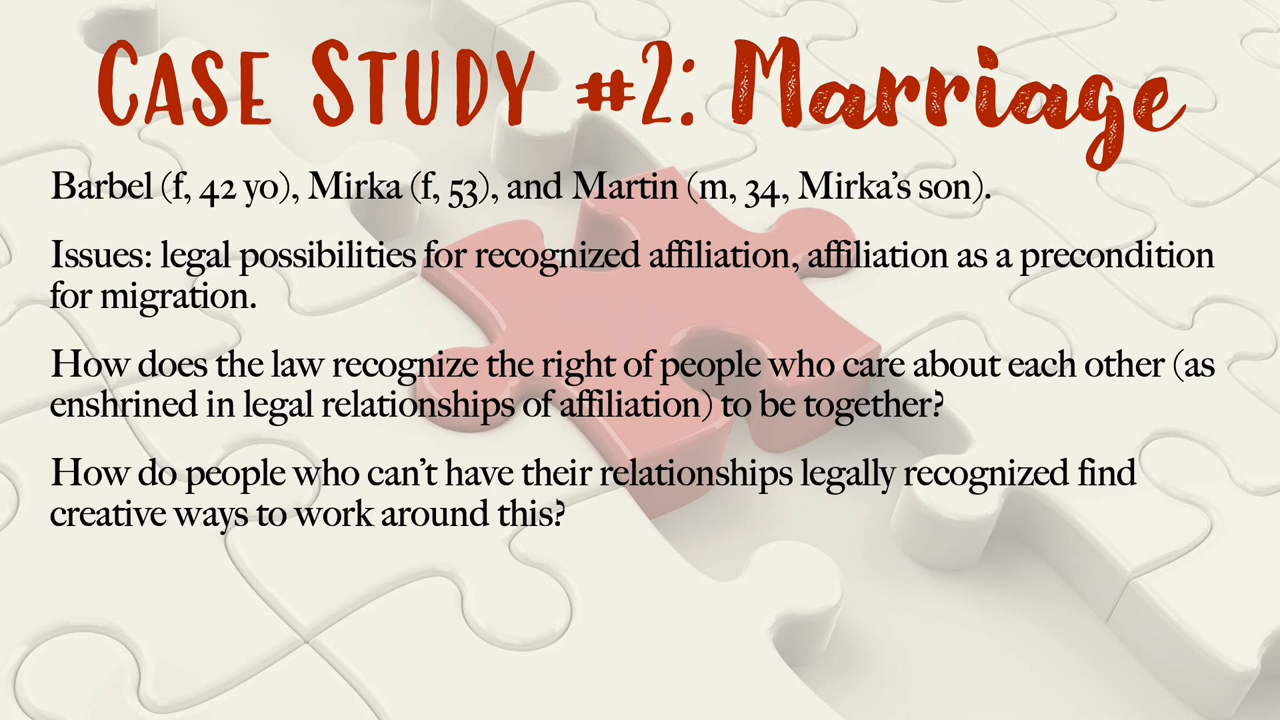 CASE STUDY #2: Marriage
Barbel (f, 42 yo), Mirka (f, 53), and Martin (m, 34, Mirka's son).
Issues: legal possibilities for recognized affiliation, affiliation as a precondition
for migration.
How does the law recognize the right of people who care about each other (as
enshrined in legal relationships of affiliation) to be together?
How do people who can't have their relationships legally recognized find
creative ways to work around this?